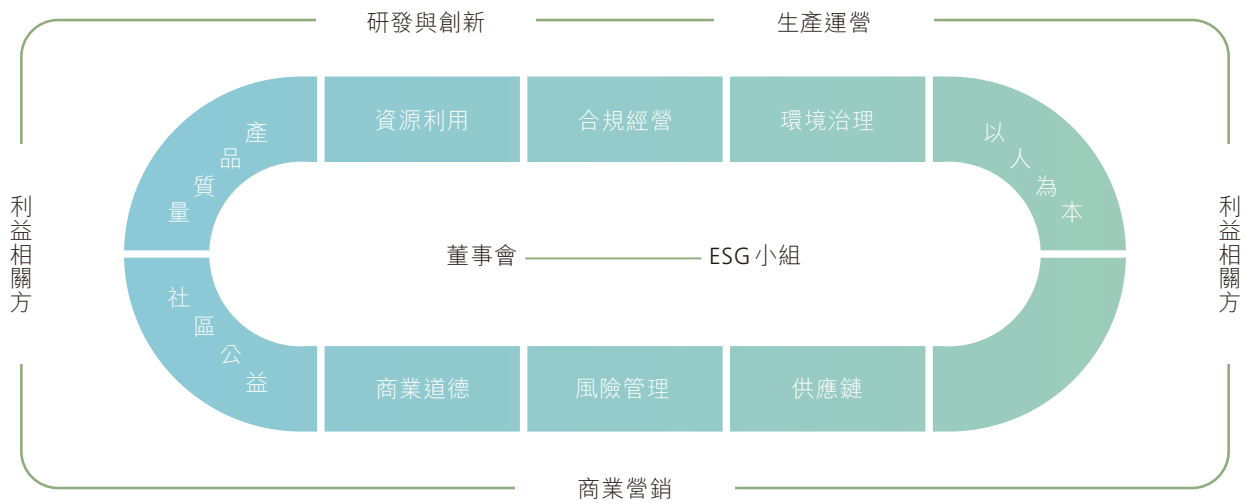 研發與創新
生產運營
產品質量
資源利用
合規經營
環境治理
以人為本
利益相關方
董事會
ESG 小組
利益相關方
社區公益
商業道德
風險管理
供應鏈
商業營銷